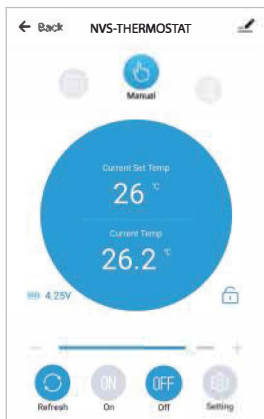 ← Back NVS-THERMOSTAT
Manual
Current Set Temp
26 °C
Current Temp
26.2 °C
4.25V
− +
ON OFF
Refresh On Off Setting